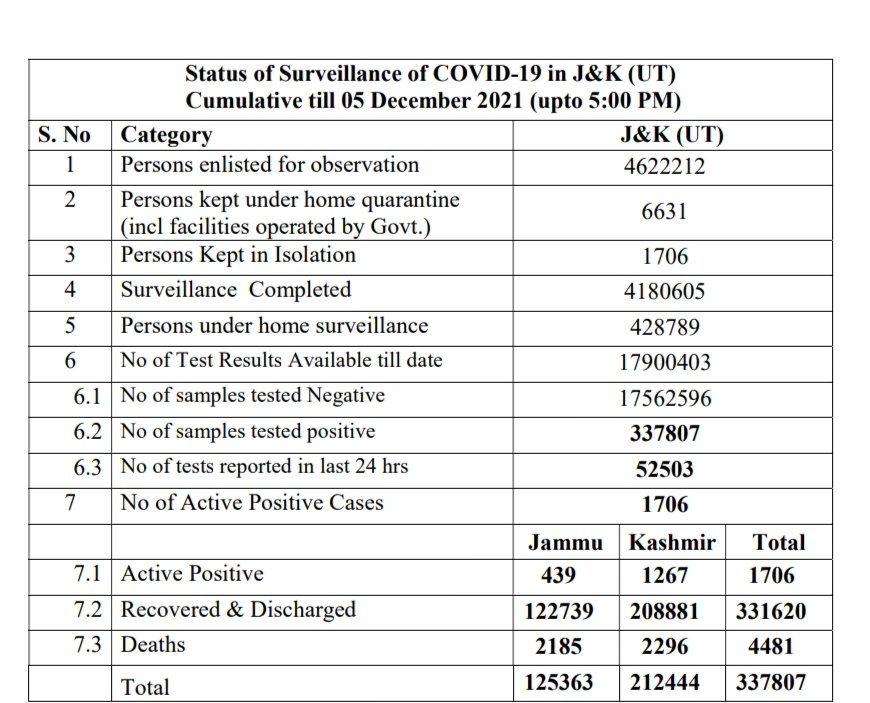 Status of Surveillance of COVID-19 in J&K (UT)
Cumulative till 05 December 2021 (upto 5:00 PM)
S. No Category J&K (UT)
1 Persons enlisted for observation 4622212
2 Persons kept under home quarantine
(incl facilities operated by Govt.) 6631
3 Persons Kept in Isolation 1706
4 Surveillance Completed 4180605
5 Persons under home surveillance 428789
6 No of Test Results Available till date 17900403
6.1 No of samples tested Negative 17562596
6.2 No of samples tested positive 337807
6.3 No of tests reported in last 24 hrs 52503
7 No of Active Positive Cases 1706
Jammu Kashmir Total
7.1 Active Positive 439 1267 1706
7.2 Recovered & Discharged 122739 208881 331620
7.3 Deaths 2185 2296 4481
Total 125363 212444 337807